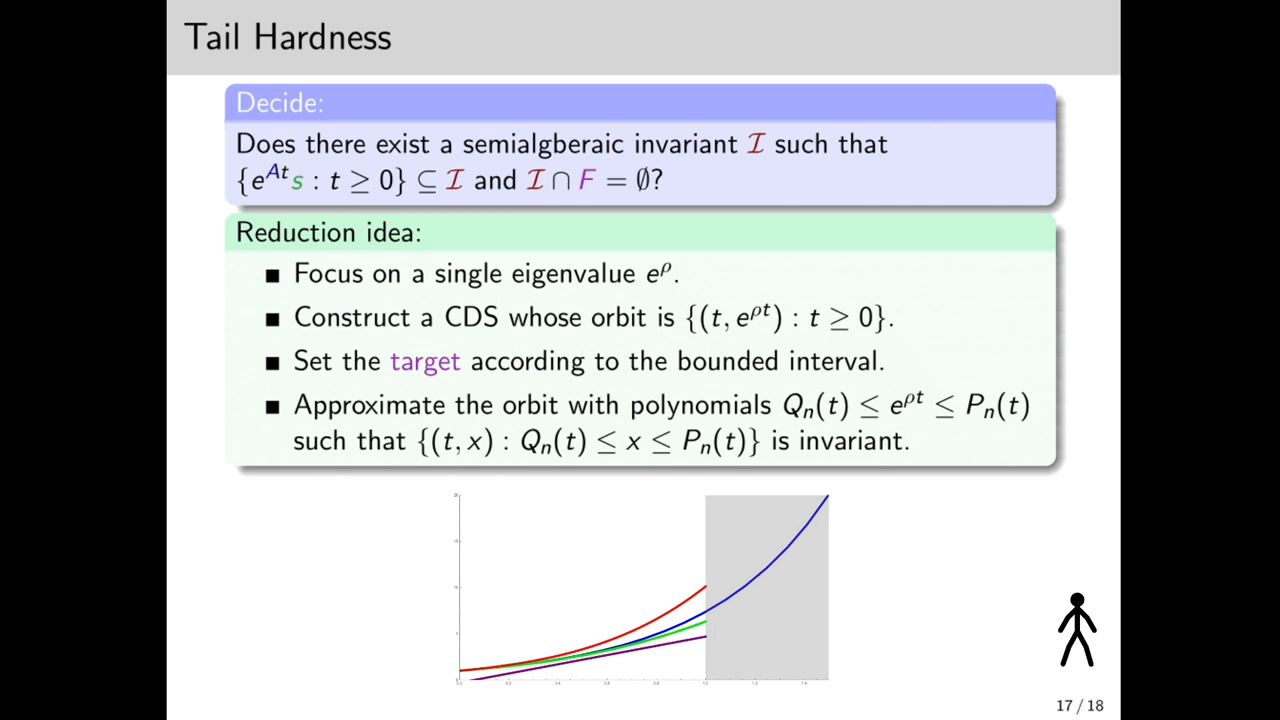 Tail Hardness
Decide:
Does there exist a semialgberaic invariant ℐ such that
{e^{At}s : t ≥ 0} ⊆ ℐ and ℐ ∩ F = ∅?
Reduction idea:
■ Focus on a single eigenvalue e^ρ.
■ Construct a CDS whose orbit is {(t, e^{ρt}) : t ≥ 0}.
■ Set the target according to the bounded interval.
■ Approximate the orbit with polynomials Q_n(t) ≤ e^{ρt} ≤ P_n(t)
such that {(t, x) : Q_n(t) ≤ x ≤ P_n(t)} is invariant.
17 / 18